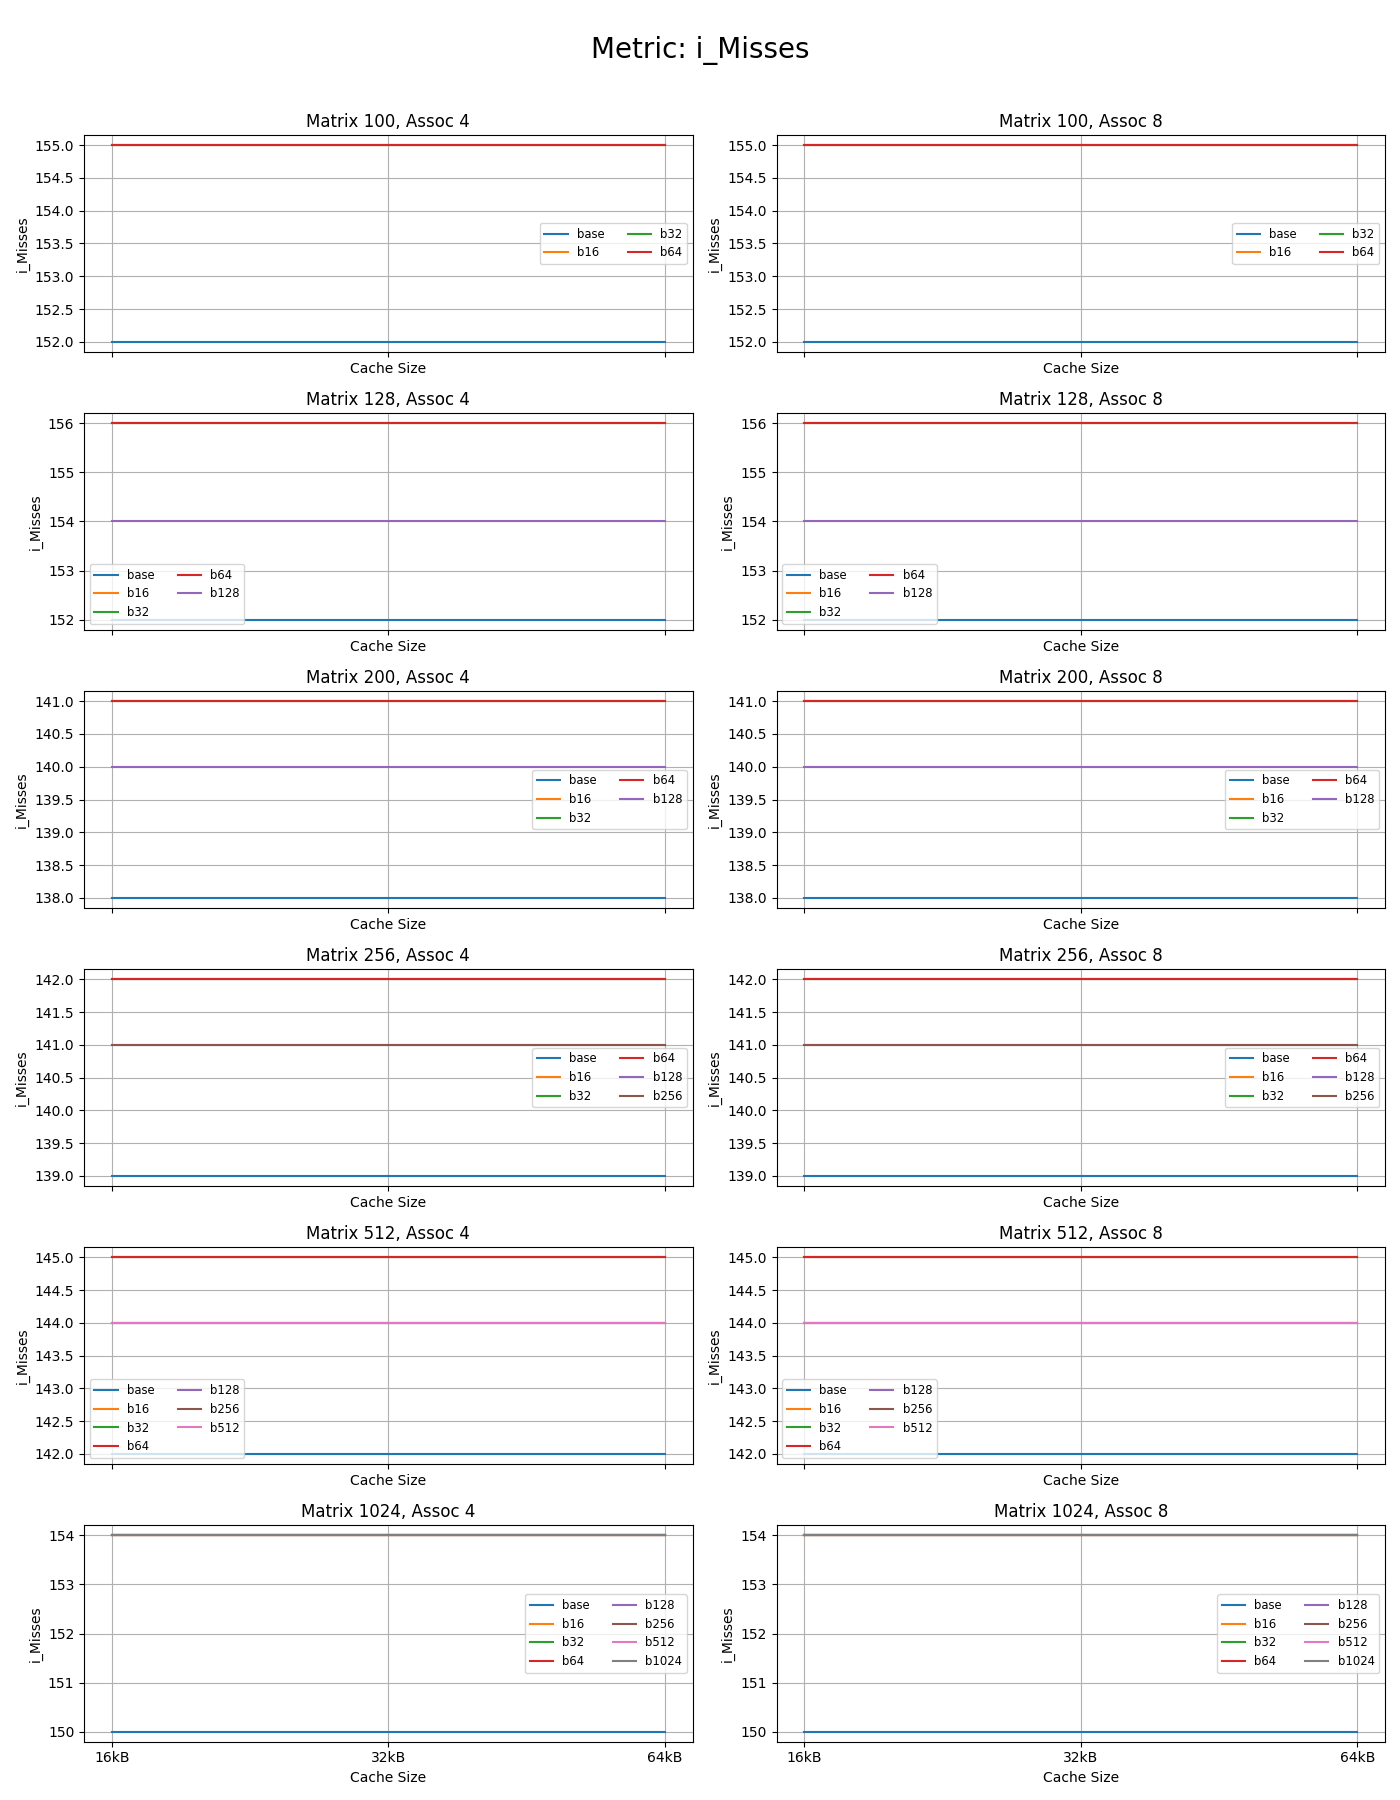 Metric: i_Misses
Matrix 100, Assoc 4
155.0
154.5
154.0
153.5
153.0
152.5
152.0
i_Misses
base b32
b16 b64
Cache Size
Matrix 100, Assoc 8
155.0
154.5
154.0
153.5
153.0
152.5
152.0
i_Misses
base b32
b16 b64
Cache Size
Matrix 128, Assoc 4
156
155
154
153
152
i_Misses
base b64
b16 b128
b32
Cache Size
Matrix 128, Assoc 8
156
155
154
153
152
i_Misses
base b64
b16 b128
b32
Cache Size
Matrix 200, Assoc 4
141.0
140.5
140.0
139.5
139.0
138.5
138.0
i_Misses
base b64
b16 b128
b32
Cache Size
Matrix 200, Assoc 8
141.0
140.5
140.0
139.5
139.0
138.5
138.0
i_Misses
base b64
b16 b128
b32
Cache Size
Matrix 256, Assoc 4
142.0
141.5
141.0
140.5
140.0
139.5
139.0
i_Misses
base b64
b16 b128
b32 b256
Cache Size
Matrix 256, Assoc 8
142.0
141.5
141.0
140.5
140.0
139.5
139.0
i_Misses
base b64
b16 b128
b32 b256
Cache Size
Matrix 512, Assoc 4
145.0
144.5
144.0
143.5
143.0
142.5
142.0
i_Misses
base b128
b16 b256
b32 b512
b64
Cache Size
Matrix 512, Assoc 8
145.0
144.5
144.0
143.5
143.0
142.5
142.0
i_Misses
base b128
b16 b256
b32 b512
b64
Cache Size
Matrix 1024, Assoc 4
154
153
152
151
150
i_Misses
base b128
b16 b256
b32 b512
b64 b1024
16kB 32kB 64kB
Cache Size
Matrix 1024, Assoc 8
154
153
152
151
150
i_Misses
base b128
b16 b256
b32 b512
b64 b1024
16kB 32kB 64kB
Cache Size